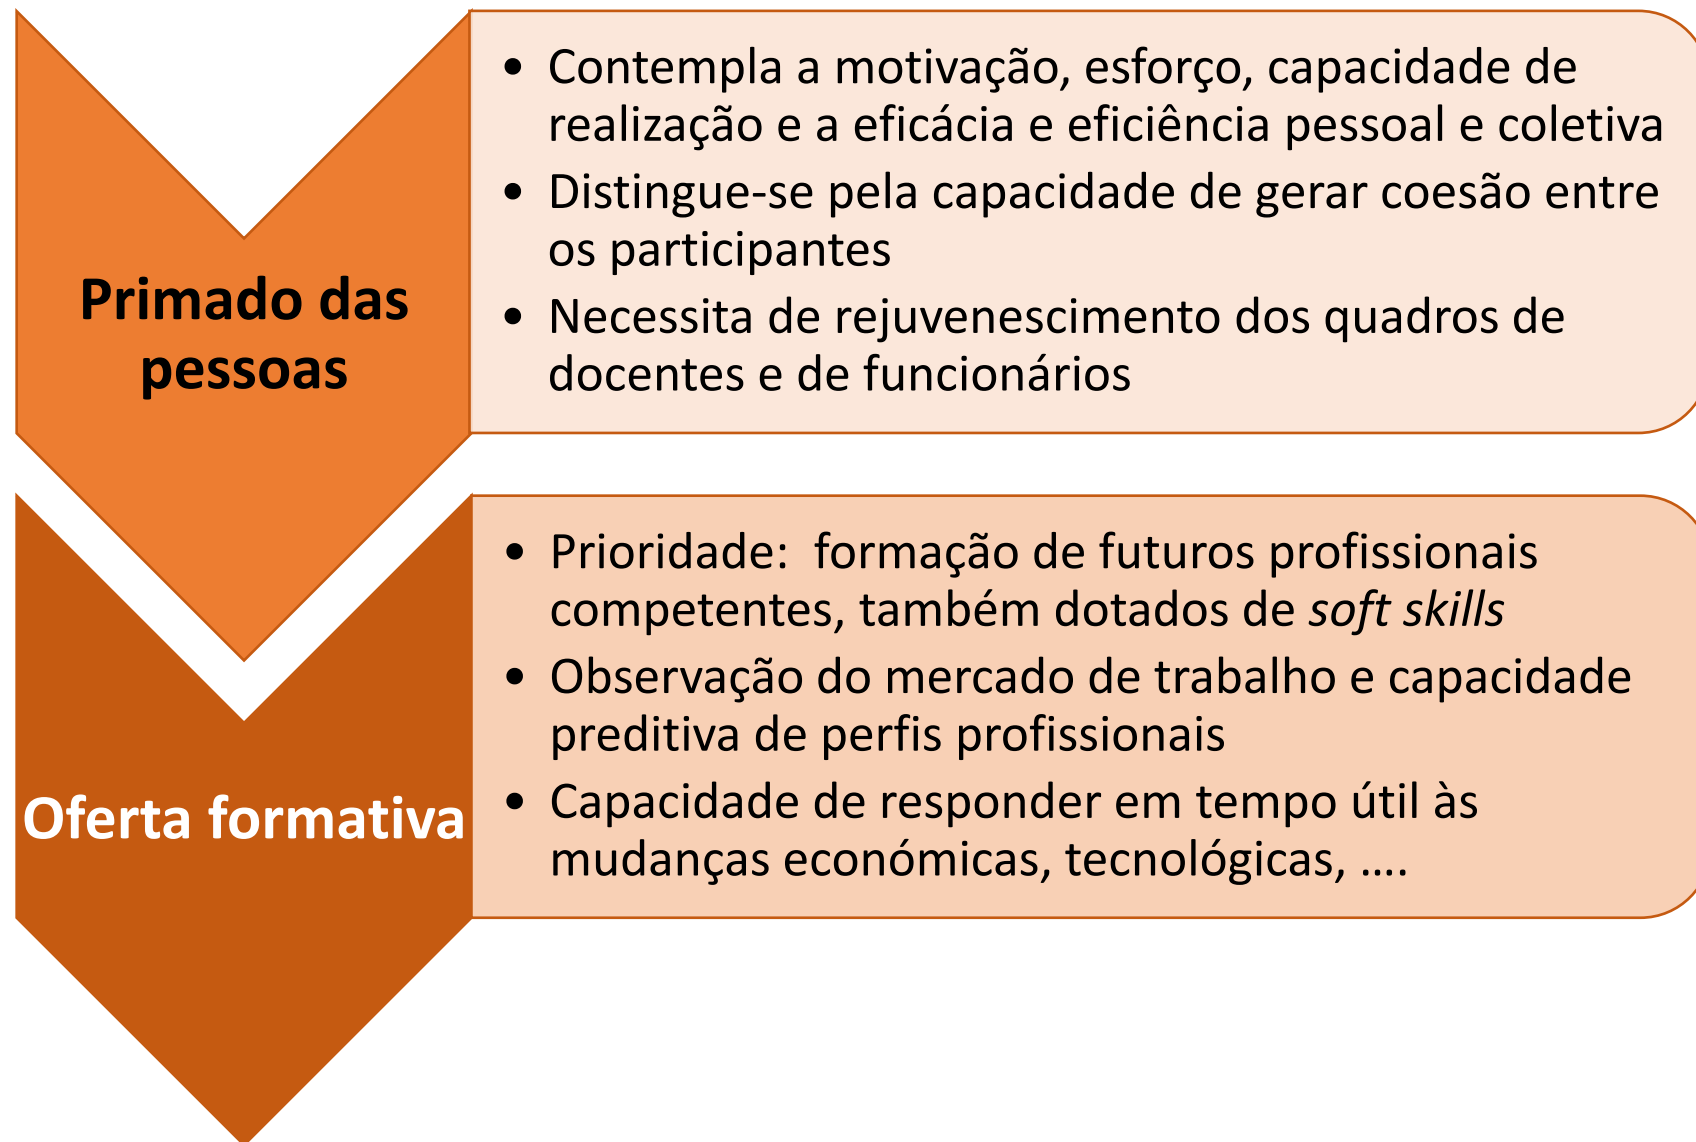 Primado das
pessoas
• Contempla a motivação, esforço, capacidade de
realização e a eficácia e eficiência pessoal e coletiva
• Distingue-se pela capacidade de gerar coesão entre
os participantes
• Necessita de rejuvenescimento dos quadros de
docentes e de funcionários
Oferta formativa
• Prioridade:  formação de futuros profissionais
competentes, também dotados de soft skills
• Observação do mercado de trabalho e capacidade
preditiva de perfis profissionais
• Capacidade de responder em tempo útil às
mudanças económicas, tecnológicas, ....